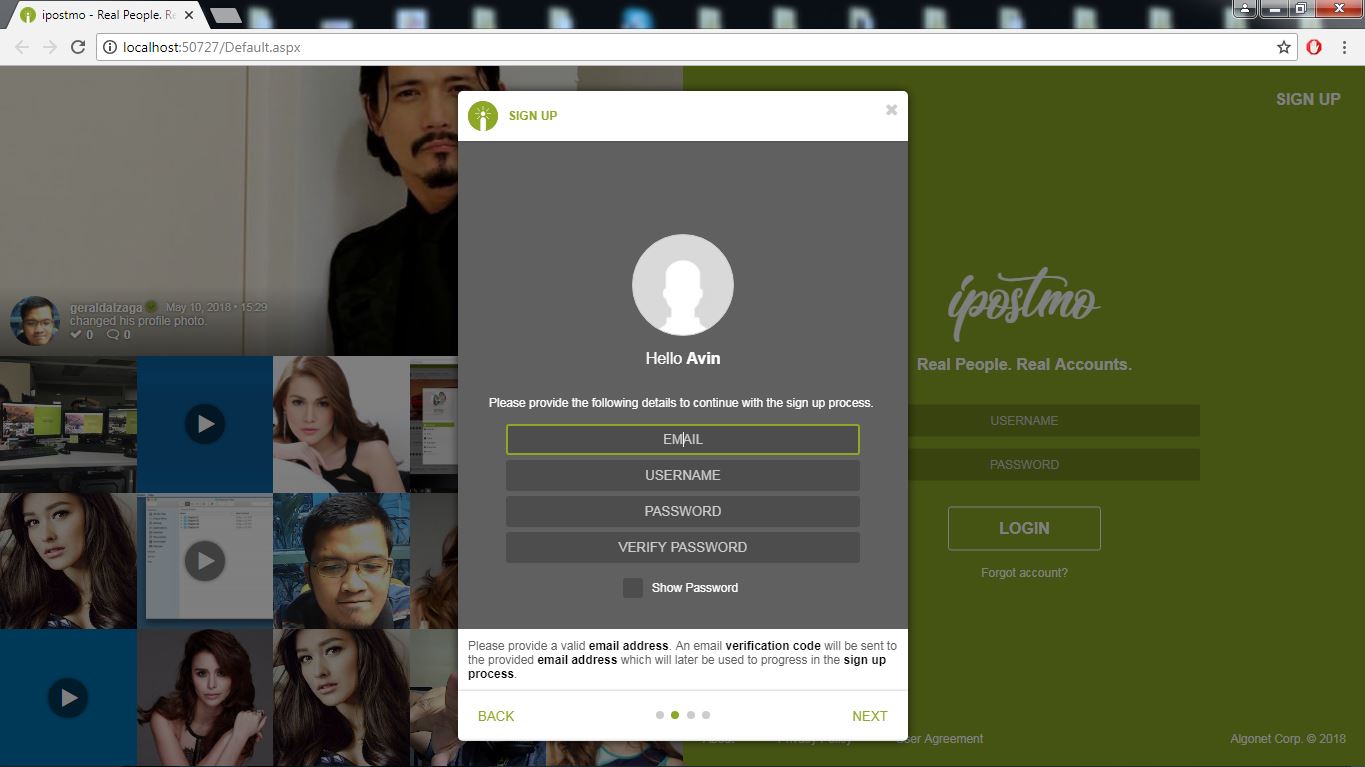 ipostmo - Real People. Re
localhost:50727/Default.aspx
SIGN UP
SIGN UP
geraldalzaga May 10, 2018 • 15:29
changed his profile photo.
0 0
Hello Avin
Please provide the following details to continue with the sign up process.
EMAIL
USERNAME
PASSWORD
VERIFY PASSWORD
Show Password
Please provide a valid email address. An email verification code will be sent to
the provided email address which will later be used to progress in the sign up
process.
BACK
NEXT
ipostmo
Real People. Real Accounts.
USERNAME
PASSWORD
LOGIN
Forgot account?
About Privacy Policy User Agreement
Algonet Corp. © 2018